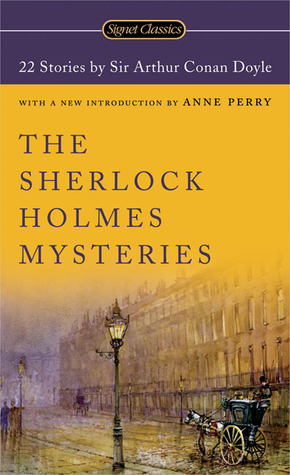 Signet Classics
22 Stories by Sir Arthur Conan Doyle
WITH A NEW INTRODUCTION BY ANNE PERRY
THE
SHERLOCK
HOLMES
MYSTERIES